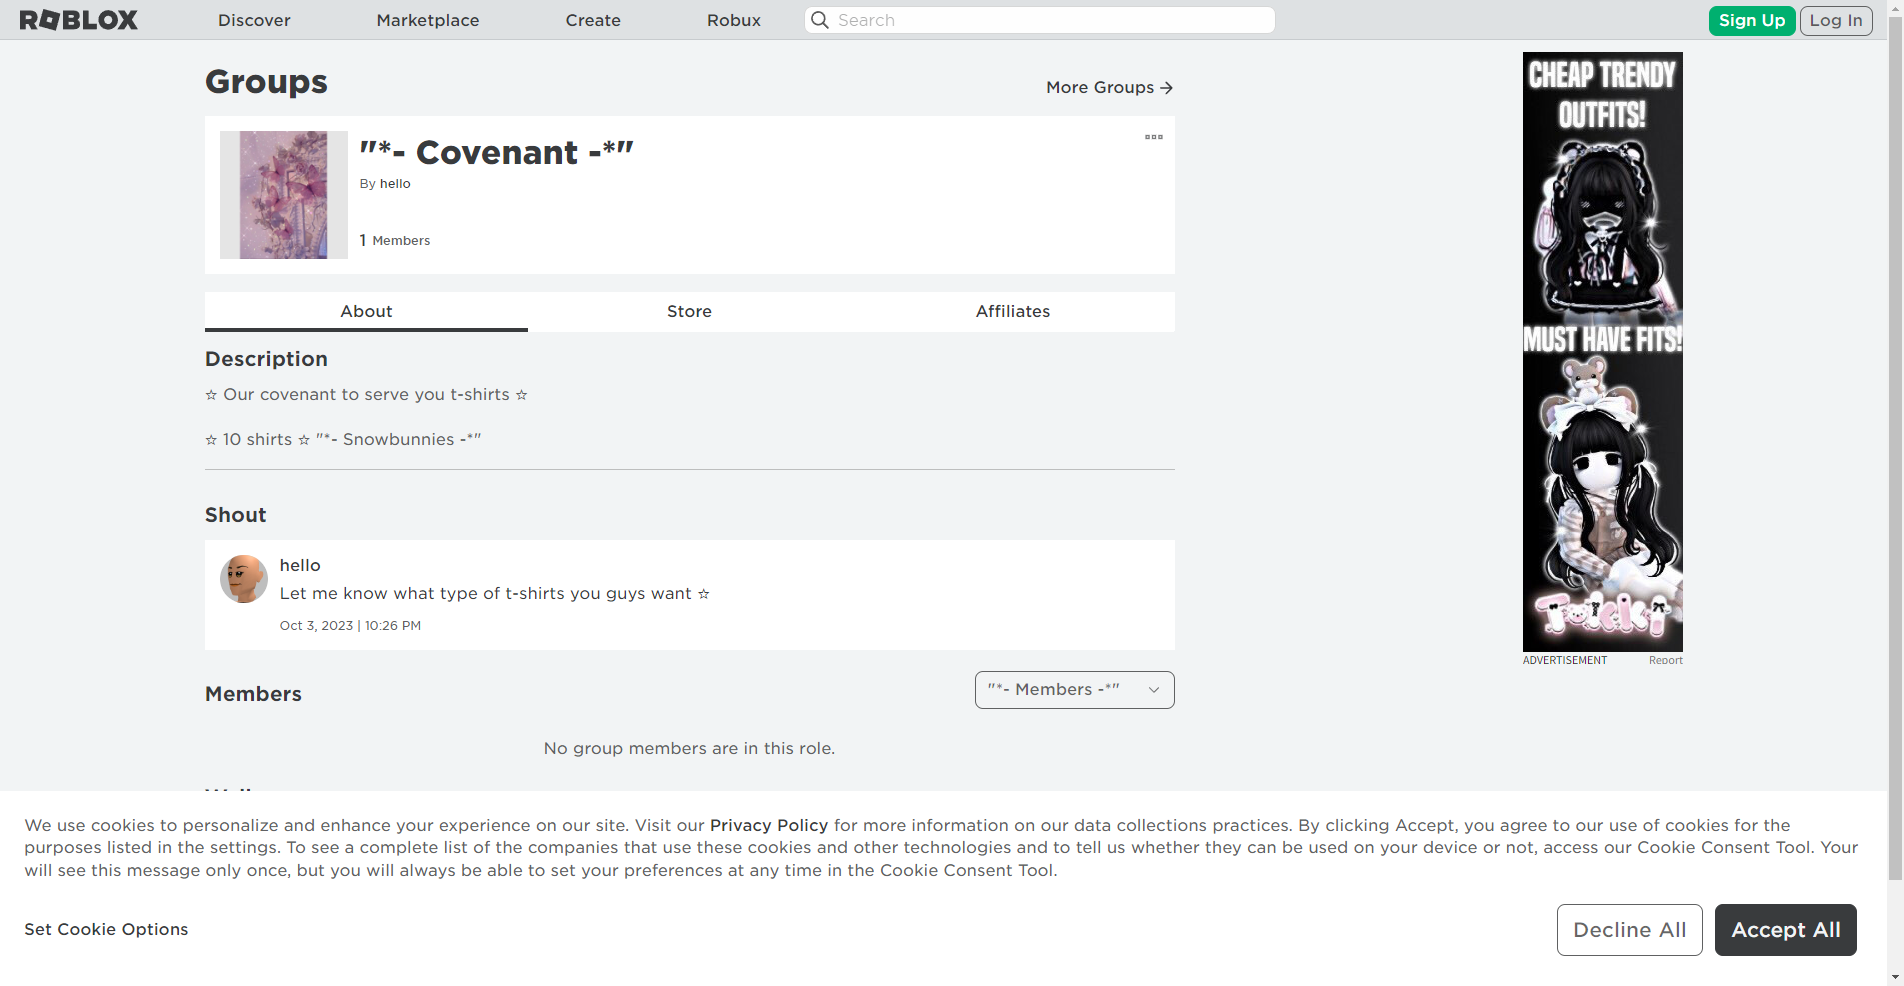 ROBLOX
Discover
Marketplace
Create
Robux
Search
Sign Up
Log In
Groups
More Groups →
"*- Covenant -*"
By hello
1 Members
About
Store
Affiliates
Description
☆ Our covenant to serve you t-shirts ☆
☆ 10 shirts ☆ "*- Snowbunnies -*"
Shout
hello
Let me know what type of t-shirts you guys want ☆
Oct 3, 2023 | 10:26 PM
Members
"*- Members -*"
No group members are in this role.
CHEAP TRENDY
OUTFITS!
MUST HAVE FITS!
ADVERTISEMENT
Report
We use cookies to personalize and enhance your experience on our site. Visit our Privacy Policy for more information on our data collections practices. By clicking Accept, you agree to our use of cookies for the
purposes listed in the settings. To see a complete list of the companies that use these cookies and other technologies and to tell us whether they can be used on your device or not, access our Cookie Consent Tool. Your
will see this message only once, but you will always be able to set your preferences at any time in the Cookie Consent Tool.
Set Cookie Options
Decline All
Accept All